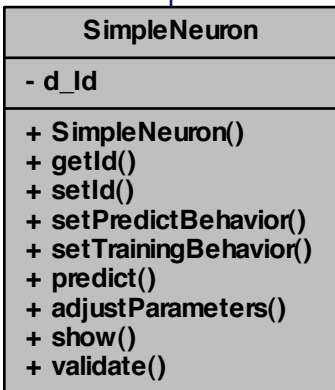 SimpleNeuron
- d_Id
+ SimpleNeuron()
+ getId()
+ setId()
+ setPredictBehavior()
+ setTrainingBehavior()
+ predict()
+ adjustParameters()
+ show()
+ validate()